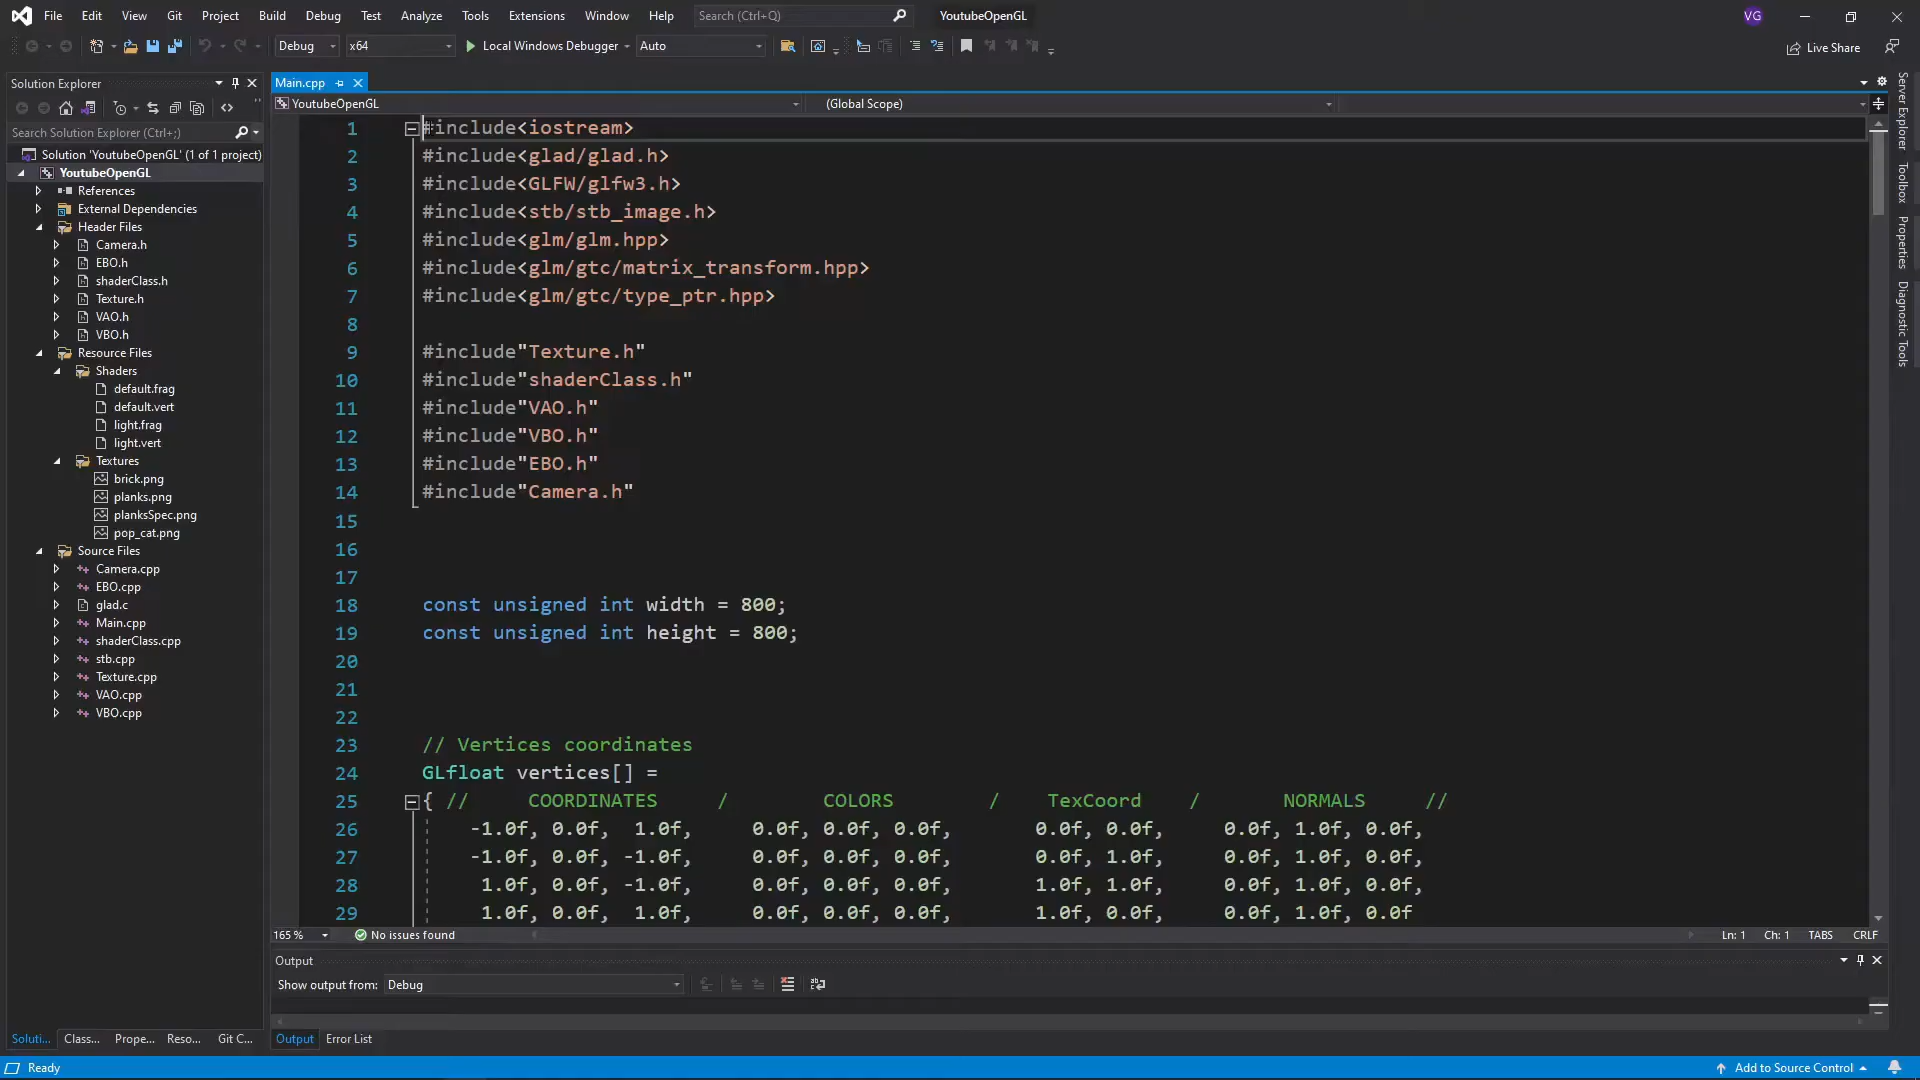 File Edit View Git Project Build Debug Test Analyze Tools Extensions Window Help Search (Ctrl+Q) YoutubeOpenGL VG
Debug x64 Local Windows Debugger Auto Live Share
Solution Explorer
Search Solution Explorer (Ctrl+;)
Solution 'YoutubeOpenGL' (1 of 1 project)
YoutubeOpenGL
References
External Dependencies
Header Files
Camera.h
EBO.h
shaderClass.h
Texture.h
VAO.h
VBO.h
Resource Files
Shaders
default.frag
default.vert
light.frag
light.vert
Textures
brick.png
planks.png
planksSpec.png
pop_cat.png
Source Files
Camera.cpp
EBO.cpp
glad.c
Main.cpp
shaderClass.cpp
stb.cpp
Texture.cpp
VAO.cpp
VBO.cpp
Soluti... Class... Prope... Reso... Git C...
Main.cpp
YoutubeOpenGL (Global Scope)
1 #include<iostream>
2 #include<glad/glad.h>
3 #include<GLFW/glfw3.h>
4 #include<stb/stb_image.h>
5 #include<glm/glm.hpp>
6 #include<glm/gtc/matrix_transform.hpp>
7 #include<glm/gtc/type_ptr.hpp>
8
9 #include"Texture.h"
10 #include"shaderClass.h"
11 #include"VAO.h"
12 #include"VBO.h"
13 #include"EBO.h"
14 #include"Camera.h"
15
16
17
18 const unsigned int width = 800;
19 const unsigned int height = 800;
20
21
22
23 // Vertices coordinates
24 GLfloat vertices[] =
25 { // COORDINATES / COLORS / TexCoord / NORMALS //
26 -1.0f, 0.0f, 1.0f, 0.0f, 0.0f, 0.0f, 0.0f, 0.0f, 0.0f, 1.0f, 0.0f,
27 -1.0f, 0.0f, -1.0f, 0.0f, 0.0f, 0.0f, 0.0f, 1.0f, 0.0f, 1.0f, 0.0f,
28 1.0f, 0.0f, -1.0f, 0.0f, 0.0f, 0.0f, 1.0f, 1.0f, 0.0f, 1.0f, 0.0f,
29 1.0f, 0.0f, 1.0f, 0.0f, 0.0f, 0.0f, 1.0f, 0.0f, 0.0f, 1.0f, 0.0f
165 % No issues found Ln: 1 Ch: 1 TABS CRLF
Output
Show output from: Debug
Output Error List
Server Explorer
Toolbox
Properties
Diagnostic Tools
Ready Add to Source Control